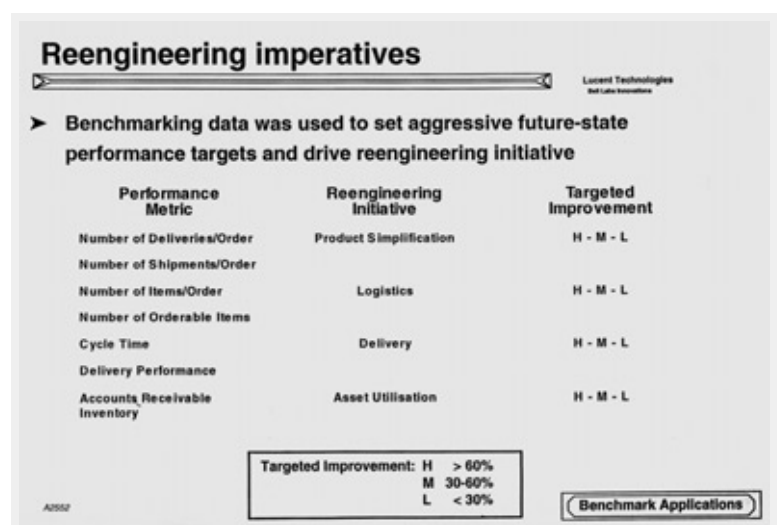 Reengineering imperatives
Lucent Technologies
Bell Labs Innovations
➤ Benchmarking data was used to set aggressive future-state
performance targets and drive reengineering initiative
Performance Metric Reengineering Initiative Targeted Improvement
Number of Deliveries/Order Product Simplification H - M - L
Number of Shipments/Order
Number of Items/Order Logistics H - M - L
Number of Orderable Items
Cycle Time Delivery H - M - L
Delivery Performance
Accounts Receivable Asset Utilisation H - M - L
Inventory
Targeted Improvement: H > 60%
M 30-60%
L < 30%
A2552
Benchmark Applications